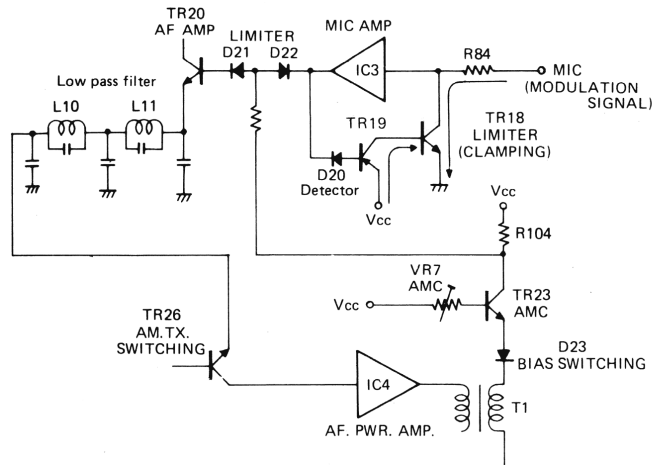 TR20
AF AMP
LIMITER
D21 D22
MIC AMP
IC3
R84
MIC
(MODULATION
SIGNAL)
Low pass filter
L10 L11
TR19
TR18
LIMITER
(CLAMPING)
D20
Detector
Vcc
Vcc
R104
VR7
AMC
Vcc
TR23
AMC
TR26
AM.TX.
SWITCHING
D23
BIAS SWITCHING
IC4
T1
AF. PWR. AMP.